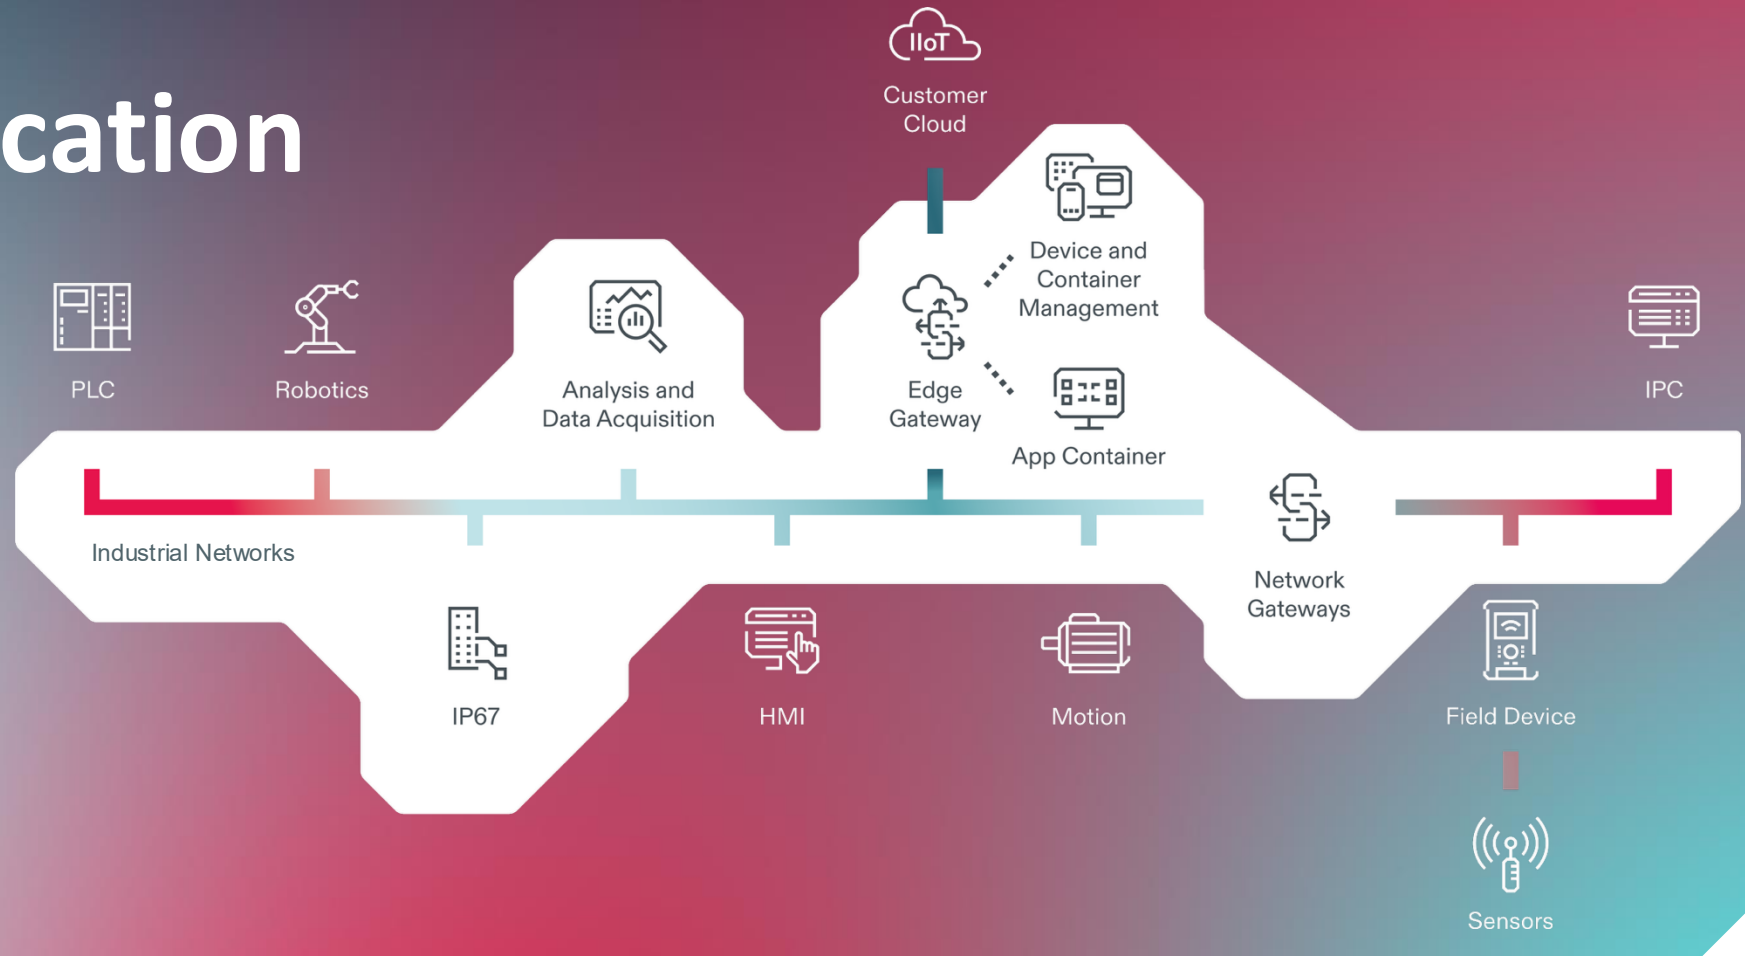 IIoT
Customer
Cloud
cation
Device and
Container
Management
PLC
Robotics
Analysis and
Data Acquisition
Edge
Gateway
App Container
IPC
Industrial Networks
Network
Gateways
IP67
HMI
Motion
Field Device
Sensors